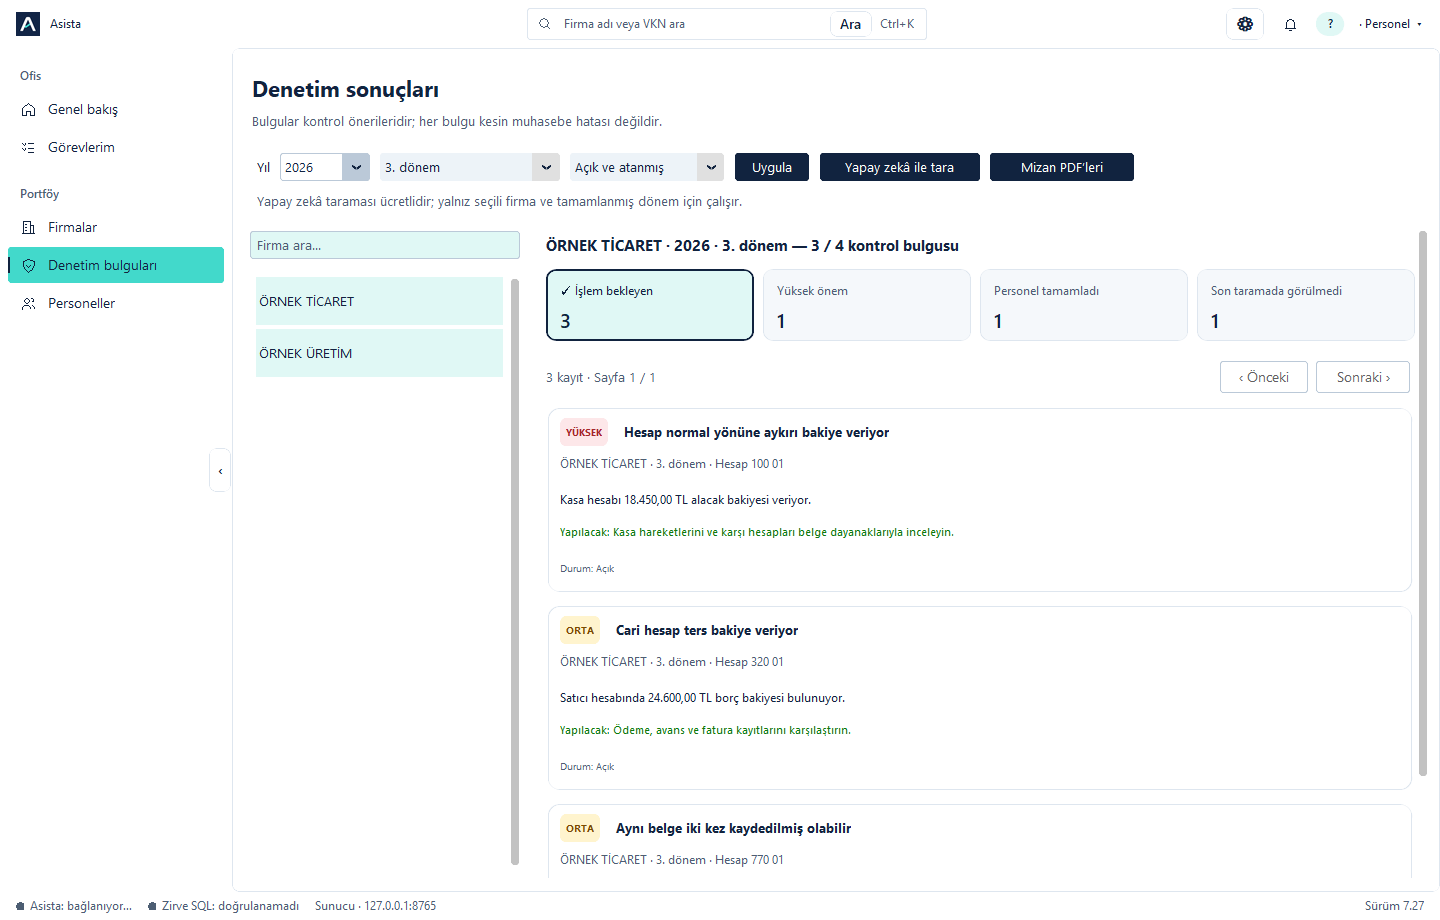 Asista
Firma adı veya VKN ara
Ara
Ctrl+K
?
· Personel
Ofis
Genel bakış
Görevlerim
Portföy
Firmalar
Denetim bulguları
Personeller
Denetim sonuçları
Bulgular kontrol önerileridir; her bulgu kesin muhasebe hatası değildir.
Yıl
2026
3. dönem
Açık ve atanmış
Uygula
Yapay zekâ ile tara
Mizan PDF'leri
Yapay zekâ taraması ücretlidir; yalnız seçili firma ve tamamlanmış dönem için çalışır.
Firma ara...
ÖRNEK TİCARET
ÖRNEK ÜRETİM
ÖRNEK TİCARET · 2026 · 3. dönem — 3 / 4 kontrol bulgusu
✓ İşlem bekleyen
3
Yüksek önem
1
Personel tamamladı
1
Son taramada görülmedi
1
3 kayıt · Sayfa 1 / 1
‹ Önceki
Sonraki ›
YÜKSEK
Hesap normal yönüne aykırı bakiye veriyor
ÖRNEK TİCARET · 3. dönem · Hesap 100 01
Kasa hesabı 18.450,00 TL alacak bakiyesi veriyor.
Yapılacak: Kasa hareketlerini ve karşı hesapları belge dayanaklarıyla inceleyin.
Durum: Açık
ORTA
Cari hesap ters bakiye veriyor
ÖRNEK TİCARET · 3. dönem · Hesap 320 01
Satıcı hesabında 24.600,00 TL borç bakiyesi bulunuyor.
Yapılacak: Ödeme, avans ve fatura kayıtlarını karşılaştırın.
Durum: Açık
ORTA
Aynı belge iki kez kaydedilmiş olabilir
ÖRNEK TİCARET · 3. dönem · Hesap 770 01
Asista: bağlanıyor...
Zirve SQL: doğrulanamadı
Sunucu · 127.0.0.1:8765
Sürüm 7.27